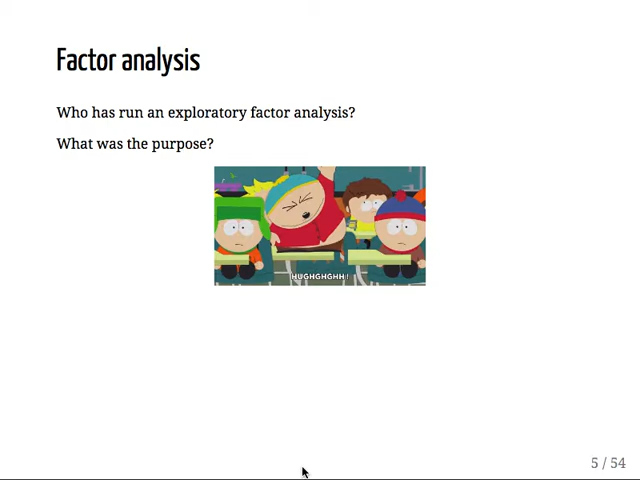 Factor analysis
Who has run an exploratory factor analysis?
What was the purpose?
HUGHGHGHH !
5 / 54